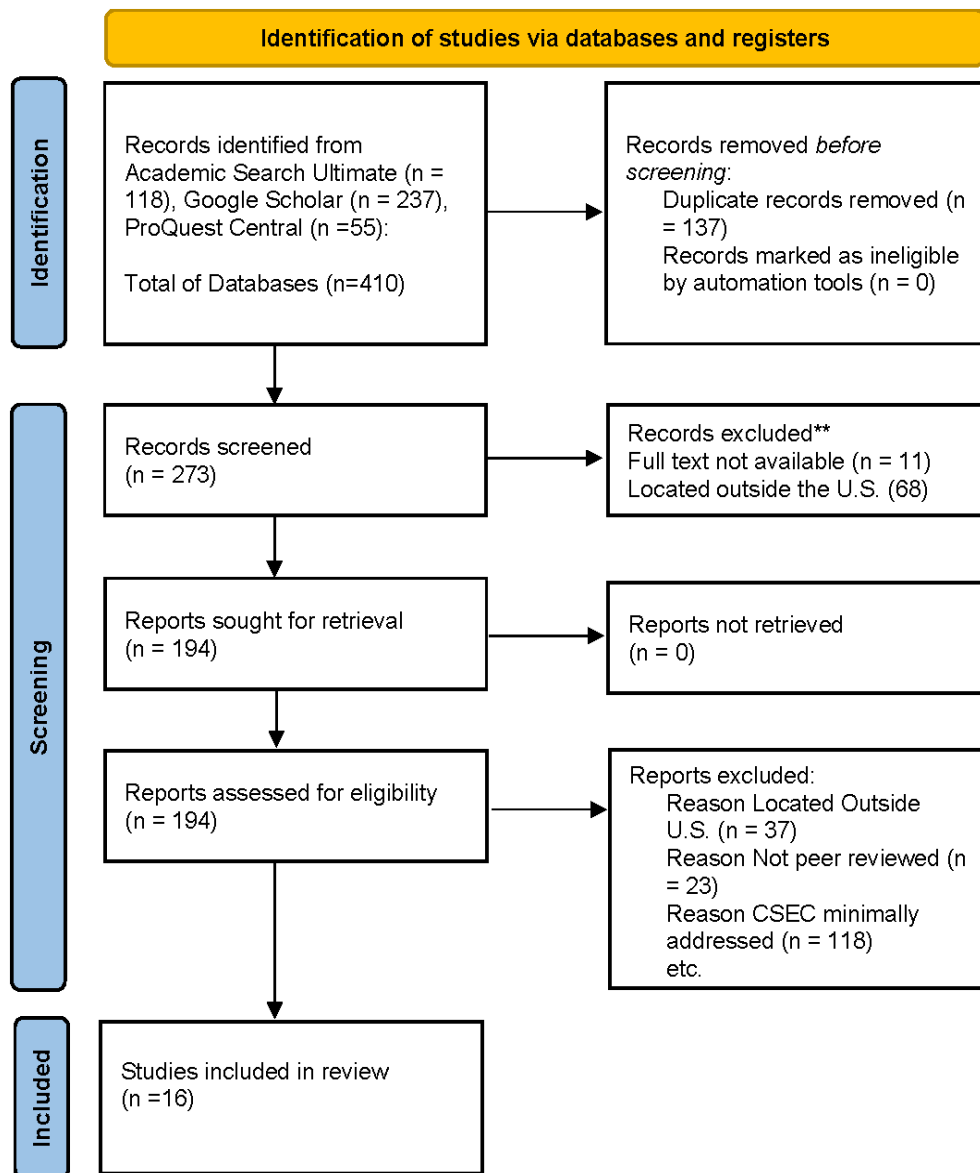 Identification of studies via databases and registers
Identification
Records identified from
Academic Search Ultimate (n =
118), Google Scholar (n = 237),
ProQuest Central (n =55):
Total of Databases (n=410)
Records removed before
screening:
Duplicate records removed (n
= 137)
Records marked as ineligible
by automation tools (n = 0)
Screening
Records screened
(n = 273)
Records excluded**
Full text not available (n = 11)
Located outside the U.S. (68)
Reports sought for retrieval
(n = 194)
Reports not retrieved
(n = 0)
Reports assessed for eligibility
(n = 194)
Reports excluded:
Reason Located Outside
U.S. (n = 37)
Reason Not peer reviewed (n
= 23)
Reason CSEC minimally
addressed (n = 118)
etc.
Included
Studies included in review
(n =16)